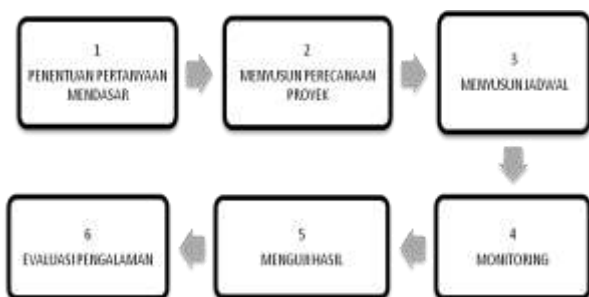 1
PENENTUAN PERTANYAAN
MENDASAR
2
MENYUSUN PERECANAAN
PROYEK
3
MENYUSUN JADWAL
6
EVALUASI PENGALAMAN
5
MENGUJI HASIL
4
MONITORING